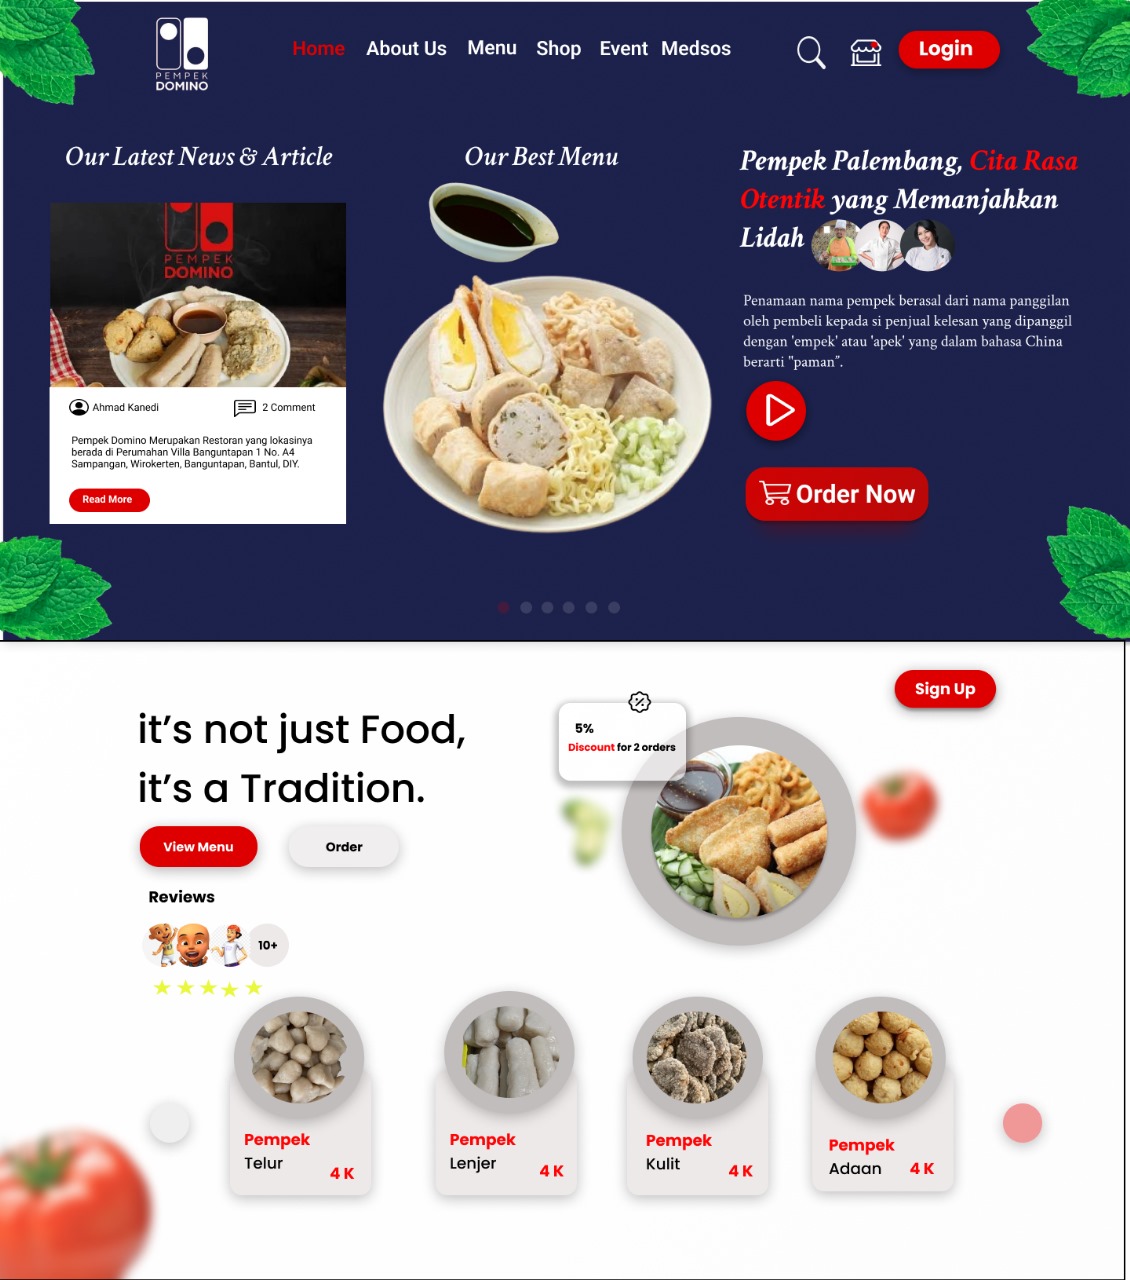 PEMPEK
DOMINO
Home About Us Menu Shop Event Medsos
Login
Our Latest News & Article
PEMPEK
DOMINO
Ahmad Kanedi
2 Comment
Pempek Domino Merupakan Restoran yang lokasinya
berada di Perumahan Villa Banguntapan 1 No. A4
Sampangan, Wirokerten, Banguntapan, Bantul, DIY.
Read More
Our Best Menu
Pempek Palembang, Cita Rasa
Otentik yang Memanjahkan
Lidah
Penamaan nama pempek berasal dari nama panggilan
oleh pembeli kepada si penjual kelesan yang dipanggil
dengan 'empek' atau 'apek' yang dalam bahasa China
berarti "paman".
Order Now
Sign Up
it's not just Food,
it's a Tradition.
View Menu
Order
Reviews
10+
5%
Discount for 2 orders
Pempek
Telur
4 K
Pempek
Lenjer
4 K
Pempek
Kulit
4 K
Pempek
Adaan
4 K